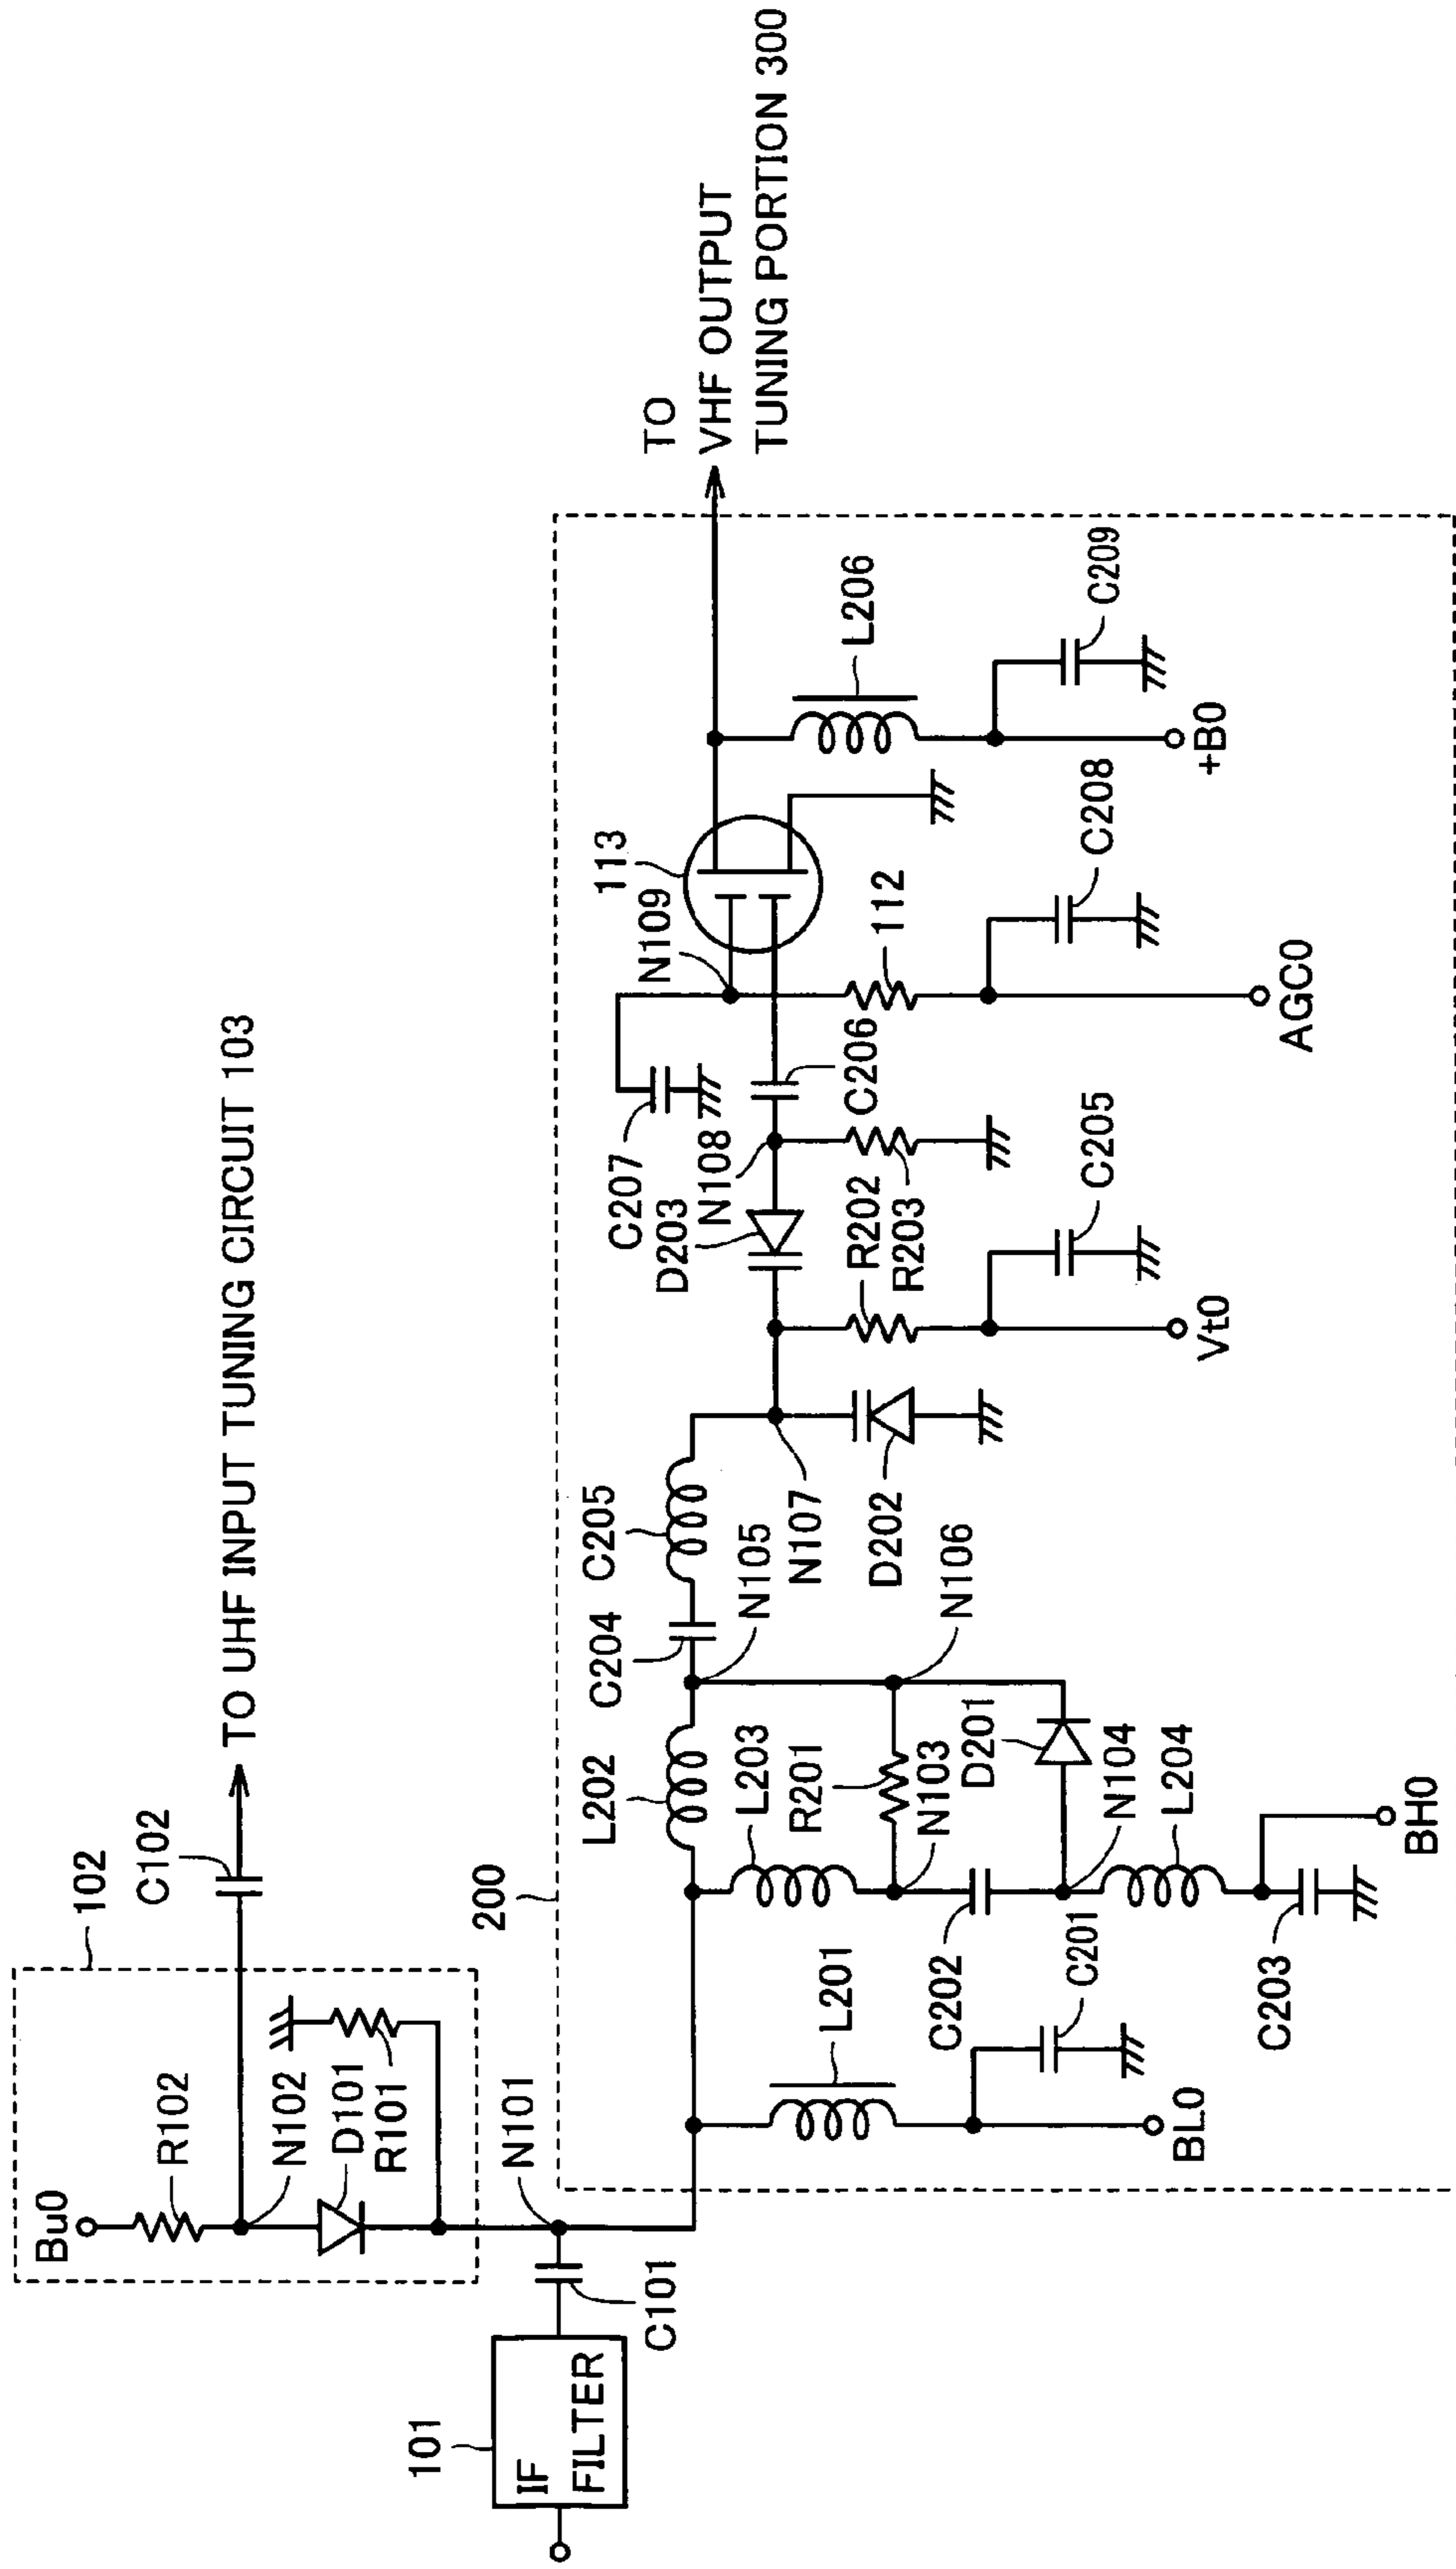 TO UHF INPUT TUNING CIRCUIT 103
102
C102
Bu0
R102
N102
D101
R101
N101
C101
101
IF
FILTER
200
L202
C204
C205
L203
R201
N103
N105
N106
N107
D201
N104
L204
L201
C202
C201
C203
BL0
BH0
D202
C207
D203
N108
N109
113
R202
R203
C206
112
C205
Vt0
C208
AGC0
L206
C209
+B0
TO
VHF OUTPUT
TUNING PORTION 300